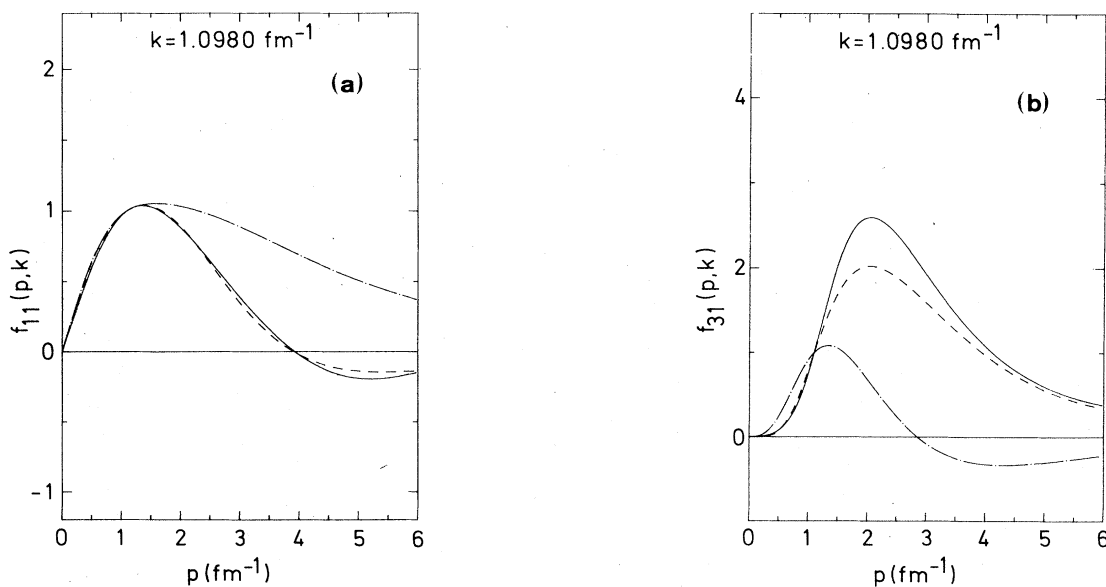 k=1.0980 fm⁻¹
(a)
2
1
0
-1
f₁₁(p,k)
0 1 2 3 4 5 6
p(fm⁻¹)
k=1.0980 fm⁻¹
(b)
4
2
0
f₃₁(p,k)
0 1 2 3 4 5 6
p(fm⁻¹)